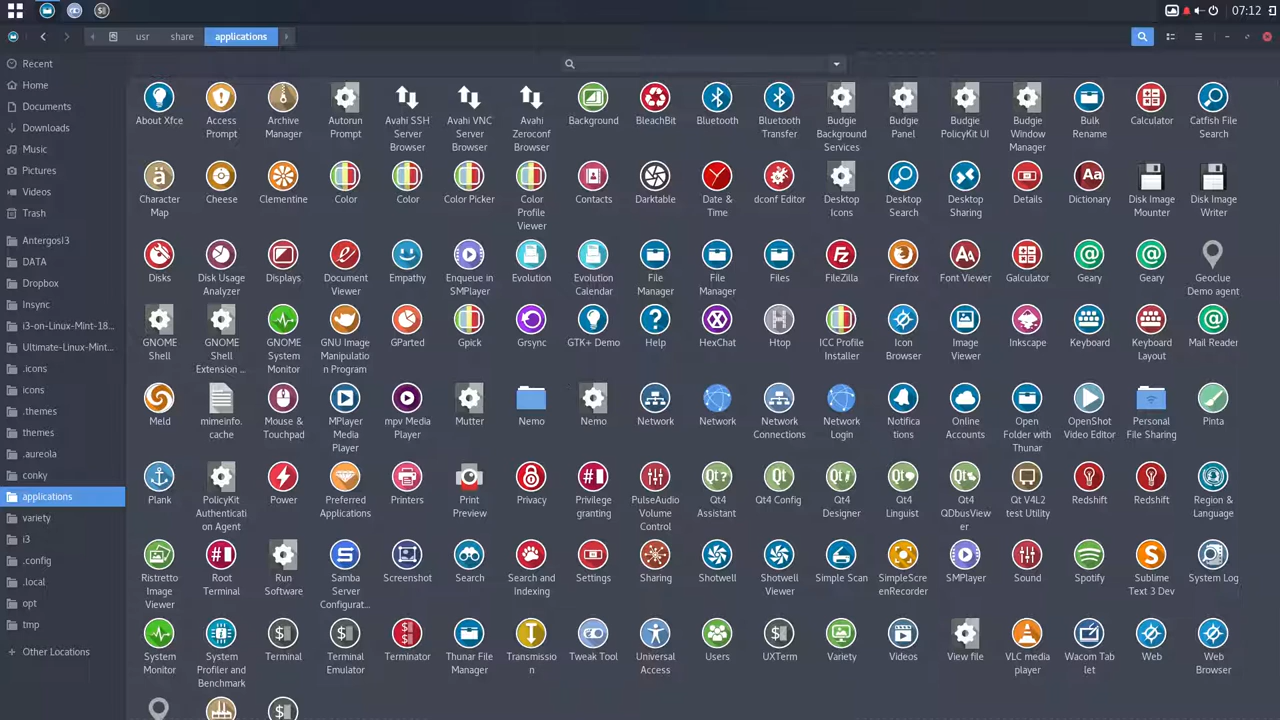 07:12
usr
share
applications
Recent
Home
Documents
Downloads
Music
Pictures
Videos
Trash
AntergosI3
DATA
Dropbox
Insync
i3-on-Linux-Mint-18...
Ultimate-Linux-Mint...
.icons
icons
.themes
themes
.aureola
conky
applications
variety
i3
.config
.local
opt
tmp
Other Locations
About Xfce
Access
Prompt
Archive
Manager
Autorun
Prompt
Avahi SSH
Server
Browser
Avahi VNC
Server
Browser
Avahi
Zeroconf
Browser
Background
BleachBit
Bluetooth
Bluetooth
Transfer
Budgie
Background
Services
Budgie
Panel
Budgie
PolicyKit UI
Budgie
Window
Manager
Bulk
Rename
Calculator
Catfish File
Search
Character
Map
Cheese
Clementine
Color
Color
Color Picker
Color
Profile
Viewer
Contacts
Darktable
Date &
Time
dconf Editor
Desktop
Icons
Desktop
Search
Desktop
Sharing
Details
Dictionary
Disk Image
Mounter
Disk Image
Writer
Disks
Disk Usage
Analyzer
Displays
Document
Viewer
Empathy
Enqueue in
SMPlayer
Evolution
Evolution
Calendar
File
Manager
File
Manager
Files
FileZilla
Firefox
Font Viewer
Galculator
Geary
Geary
Geoclue
Demo agent
GNOME
Shell
GNOME
Shell
Extension ...
GNOME
System
Monitor
GNU Image
Manipulatio
n Program
GParted
Gpick
Grsync
GTK+ Demo
Help
HexChat
Htop
ICC Profile
Installer
Icon
Browser
Image
Viewer
Inkscape
Keyboard
Keyboard
Layout
Mail Reader
Meld
mimeinfo.
cache
Mouse &
Touchpad
MPlayer
Media
Player
mpv Media
Player
Mutter
Nemo
Nemo
Network
Network
Network
Connections
Network
Login
Notifica
tions
Online
Accounts
Open
Folder with
Thunar
OpenShot
Video Editor
Personal
File Sharing
Pinta
Plank
PolicyKit
Authenticati
on Agent
Power
Preferred
Applications
Printers
Print
Preview
Privacy
Privilege
granting
PulseAudio
Volume
Control
Qt4
Assistant
Qt4 Config
Qt4
Designer
Qt4
Linguist
Qt4
QDbusView
er
Qt V4L2
test Utility
Redshift
Redshift
Region &
Language
Ristretto
Image
Viewer
Root
Terminal
Run
Software
Samba
Server
Configurat...
Screenshot
Search
Search and
Indexing
Settings
Sharing
Shotwell
Shotwell
Viewer
Simple Scan
SimpleScre
enRecorder
SMPlayer
Sound
Spotify
Sublime
Text 3 Dev
System Log
System
Monitor
System
Profiler and
Benchmark
Terminal
Terminal
Emulator
Terminator
Thunar File
Manager
Transmissio
n
Tweak Tool
Universal
Access
Users
UXTerm
Variety
Videos
View file
VLC media
player
Wacom Tab
let
Web
Web
Browser